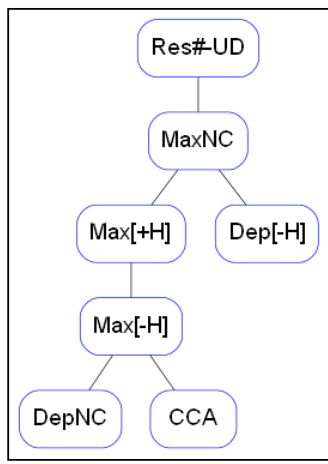 Res#-UD
MaxNC
Max[+H] Dep[-H]
Max[-H]
DepNC CCA